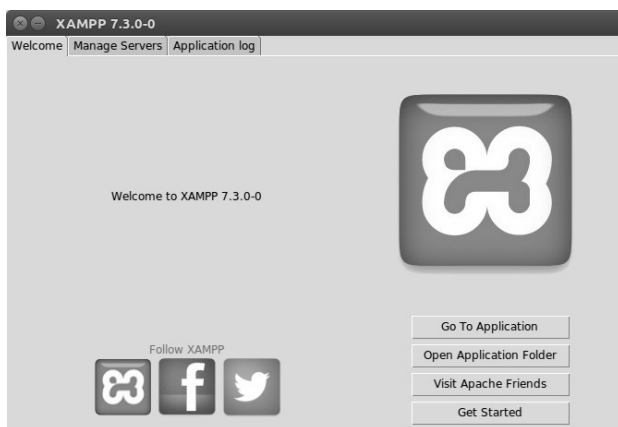 XAMPP 7.3.0-0
Welcome Manage Servers Application log
Welcome to XAMPP 7.3.0-0
Go To Application
Open Application Folder
Visit Apache Friends
Get Started
Follow XAMPP
f